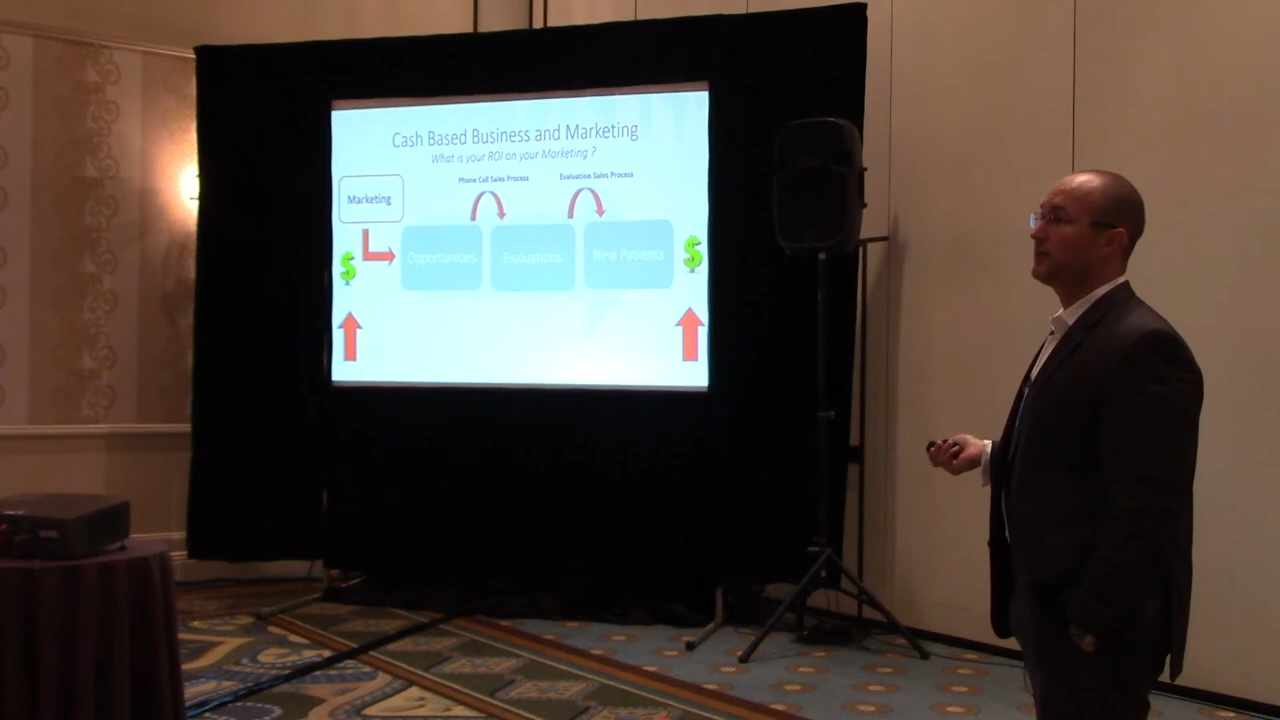 Cash Based Business and Marketing
What is your ROI on your Marketing ?
Phone Call Sales Process
Evaluation Sales Process
Marketing
Opportunities
Evaluations
New Patients
$
$